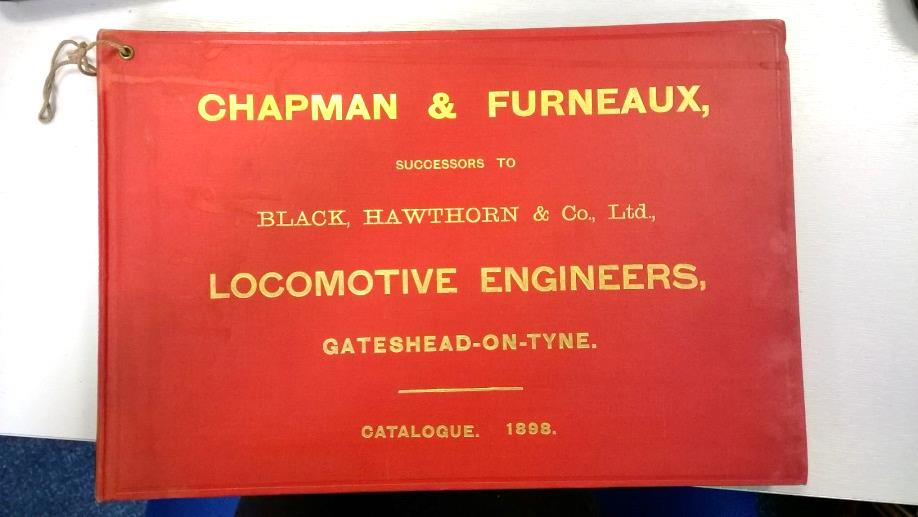 CHAPMAN & FURNEAUX,
SUCCESSORS TO
BLACK, HAWTHORN & Co., Ltd.,
LOCOMOTIVE ENGINEERS,
GATESHEAD-ON-TYNE.
CATALOGUE. 1898.